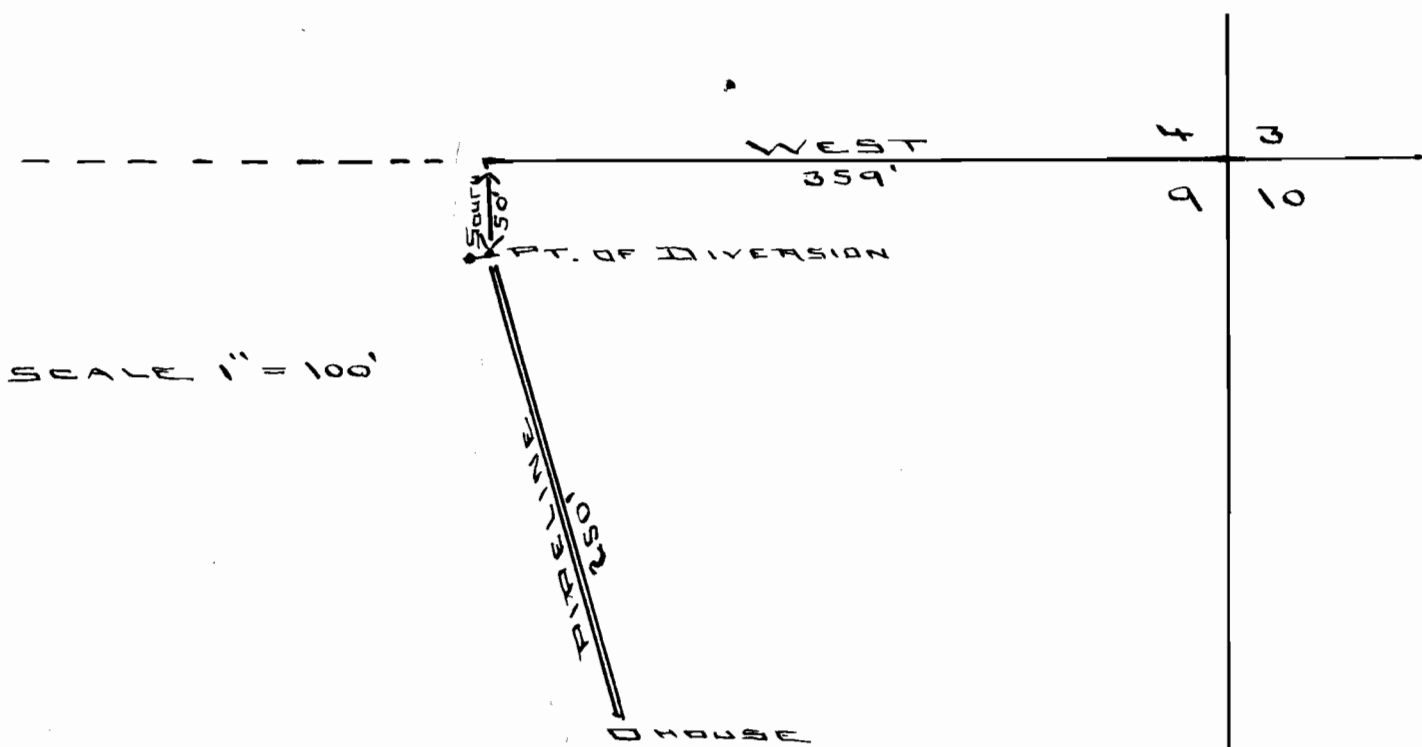 WEST
359'
4 3
9 10
SOUTH
50'
PT. OF DIVERSION
SCALE 1" = 100'
PIPELINE
250'
HOUSE